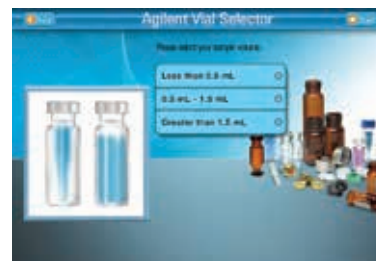 Agilent Vial Selector
Please select your sample volume:
Less than 0.5 mL
0.5 mL - 1.5 mL
Greater than 1.5 mL